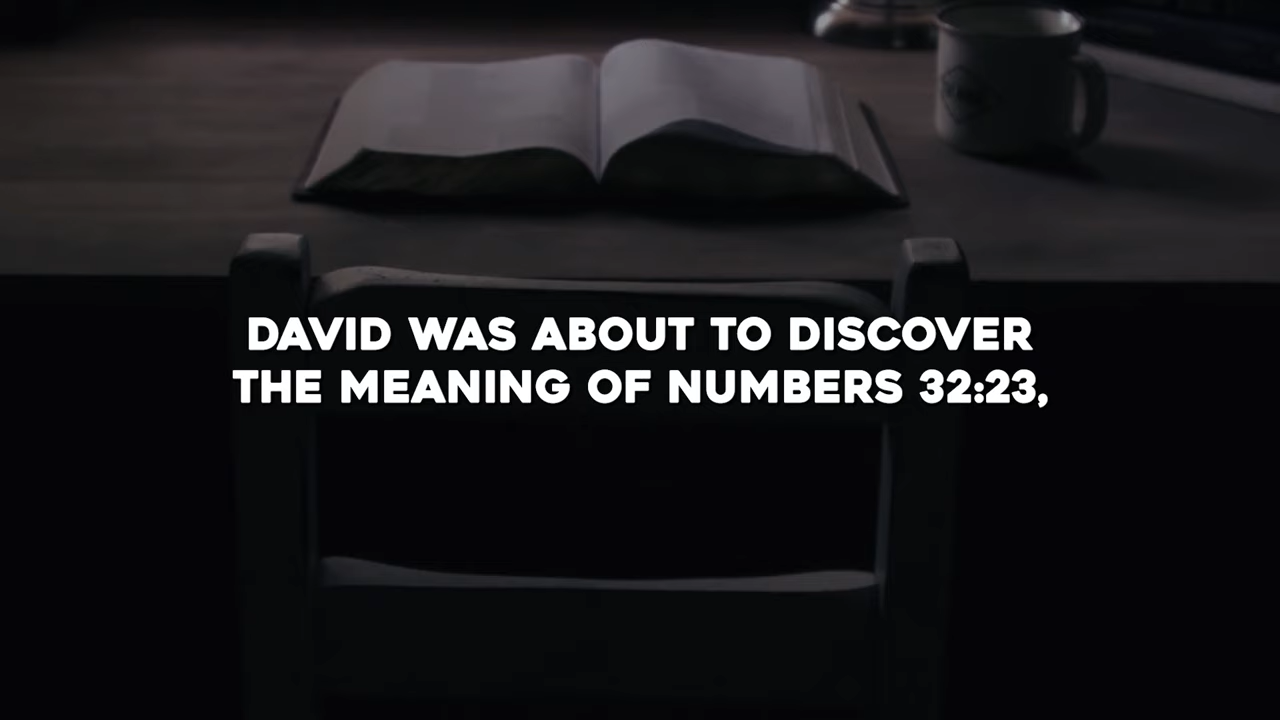 DAVID WAS ABOUT TO DISCOVER
THE MEANING OF NUMBERS 32:23,